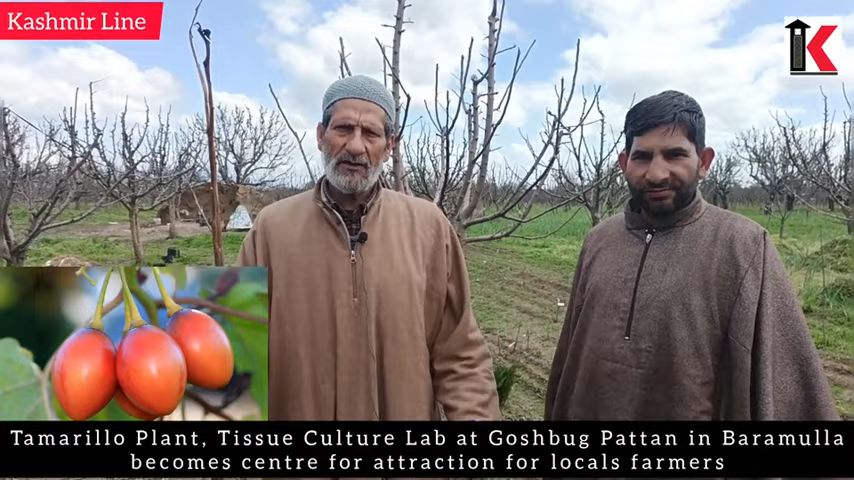 Kashmir Line
K
Tamarillo Plant, Tissue Culture Lab at Goshbug Pattan in Baramulla
becomes centre for attraction for locals farmers